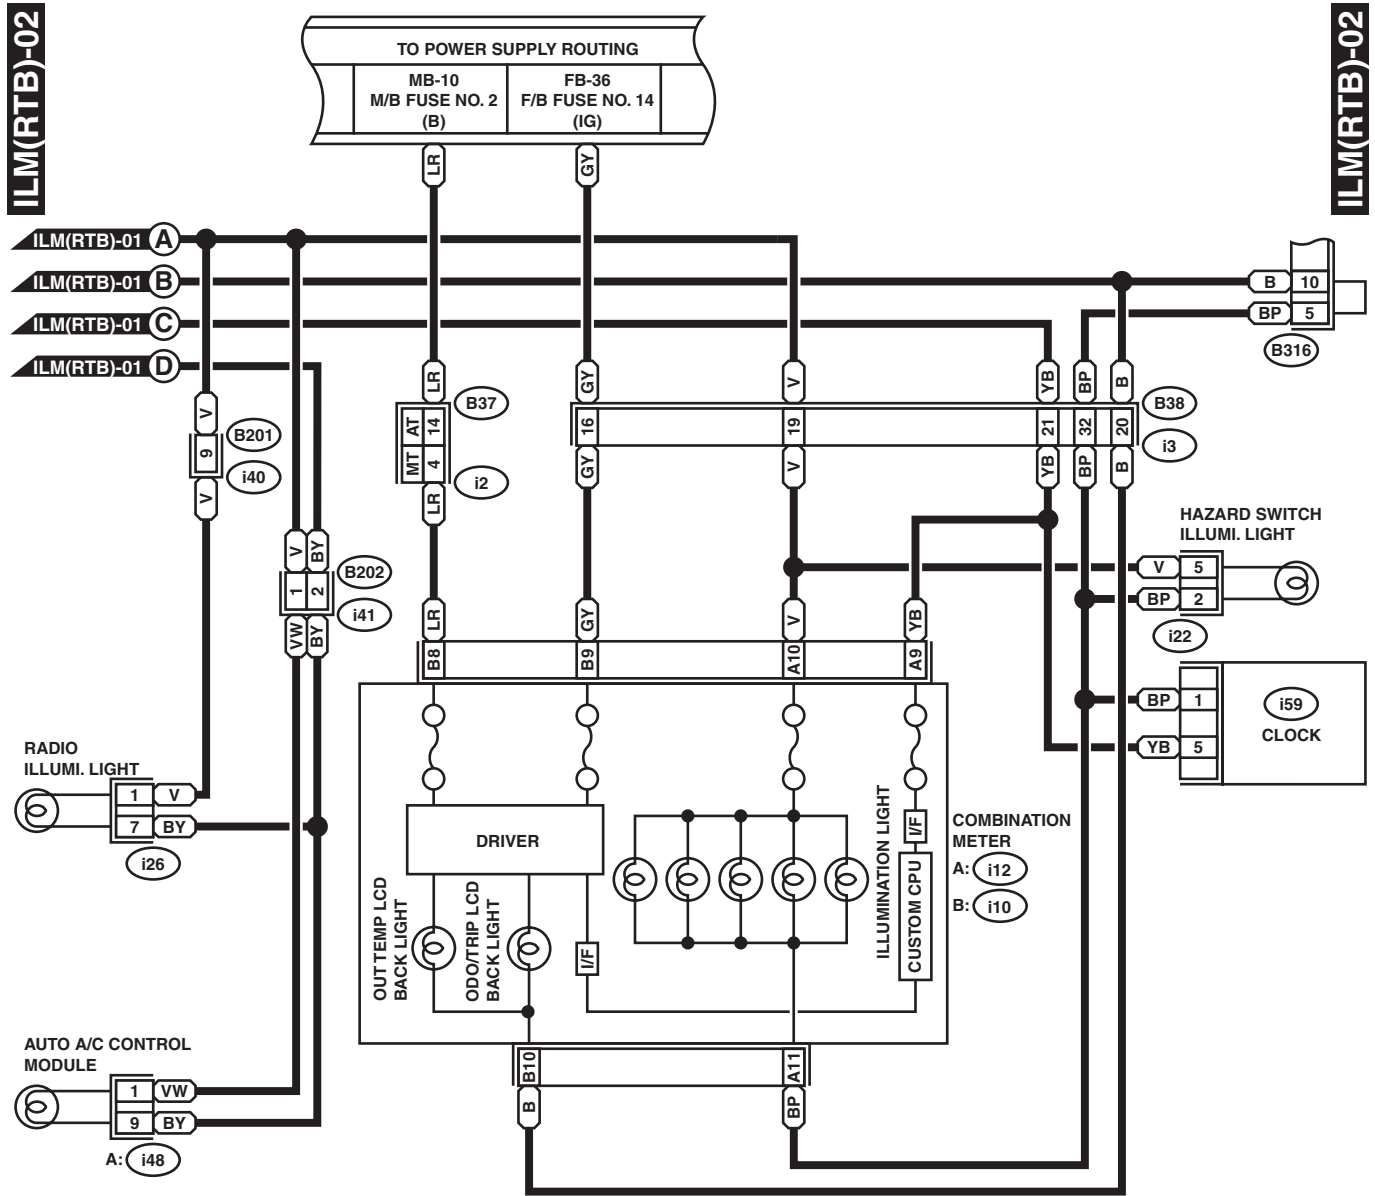 ILM(RTB)-02
ILM(RTB)-02
TO POWER SUPPLY ROUTING
MB-10
M/B FUSE NO. 2
(B)
FB-36
F/B FUSE NO. 14
(IG)
LR
GY
ILM(RTB)-01 A
ILM(RTB)-01 B
ILM(RTB)-01 C
ILM(RTB)-01 D
B 10
BP 5
B316
LR
GY
V
YB
BP
B
V
B37
B38
AT 14
MT 4
16
19
21
32
20
B201
9
i40
i2
i3
V
LR
GY
V
YB
BP
B
HAZARD SWITCH
ILLUMI. LIGHT
V 5
BP 2
i22
V
BY
B202
1 2
i41
VW
BY
LR
GY
V
YB
B8
B9
A10
A9
BP 1
YB 5
i59
CLOCK
RADIO
ILLUMI. LIGHT
1 V
7 BY
i26
DRIVER
OUT TEMP LCD
BACK LIGHT
ODO/TRIP LCD
BACK LIGHT
I/F
ILLUMINATION LIGHT
I/F
CUSTOM CPU
COMBINATION
METER
A: i12
B: i10
AUTO A/C CONTROL
MODULE
1 VW
9 BY
A: i48
B10
A11
B
BP